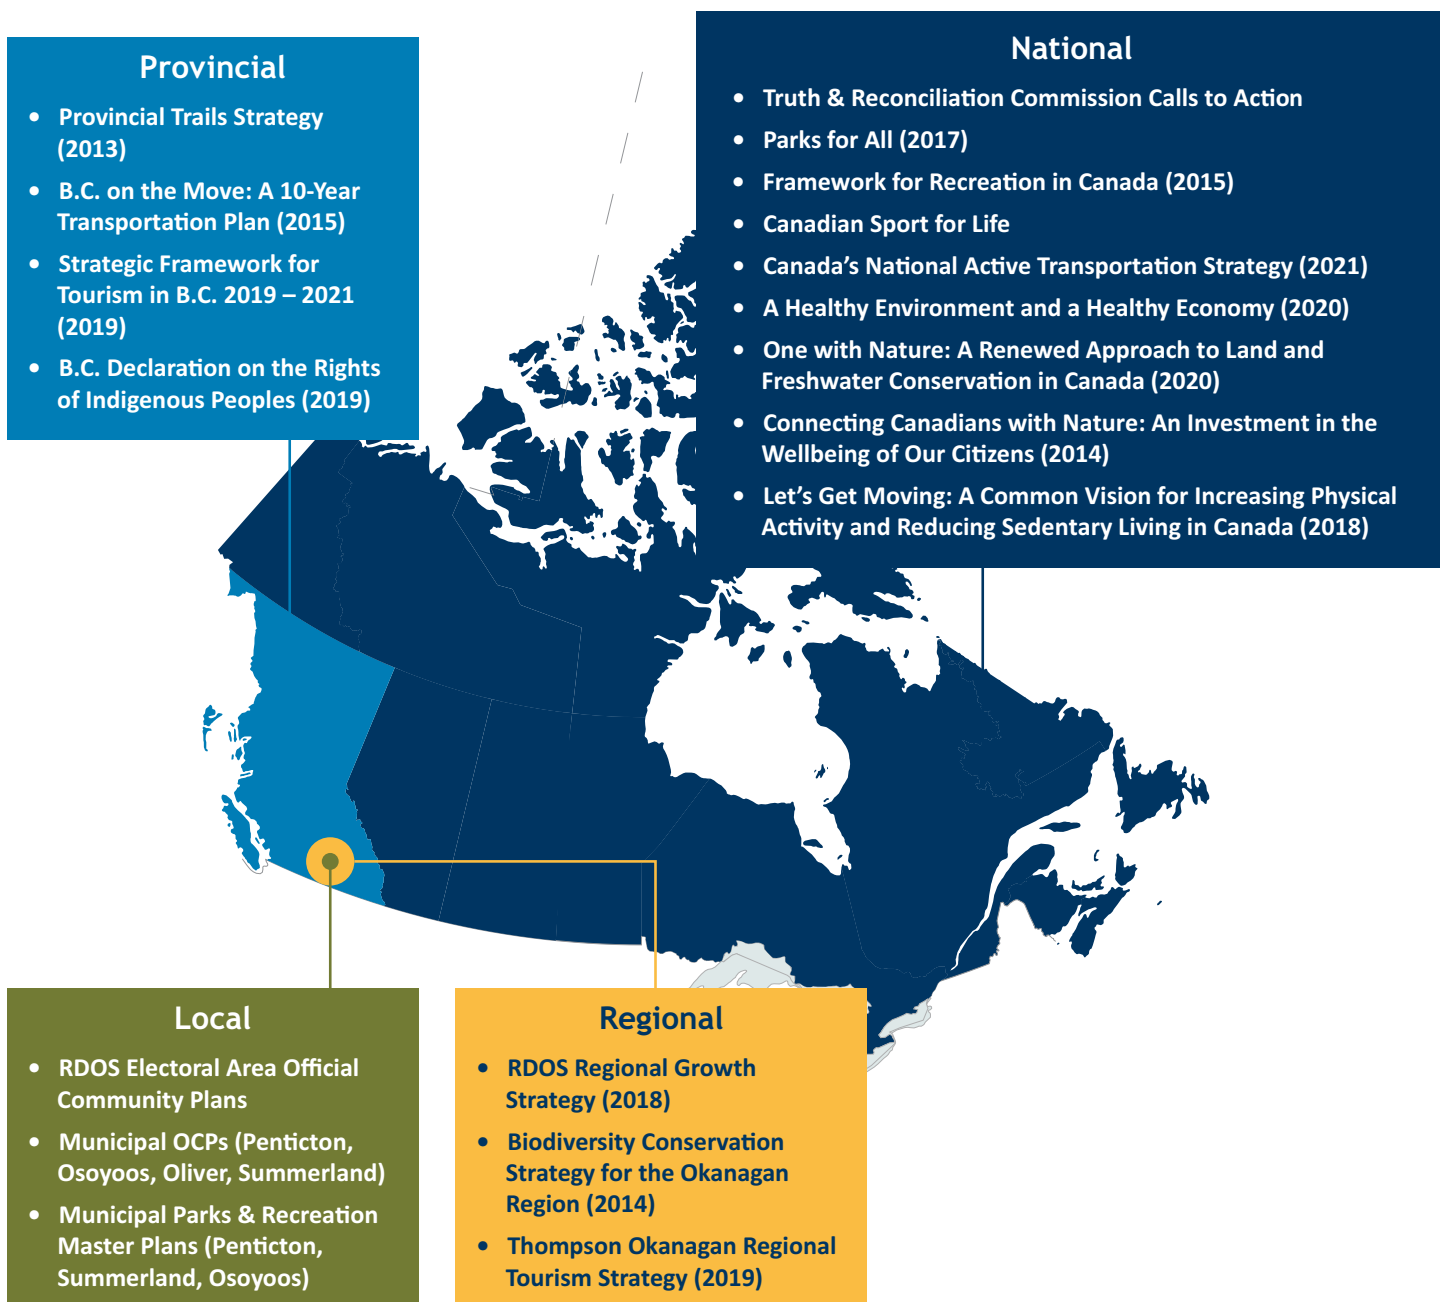 Provincial
• Provincial Trails Strategy
(2013)
• B.C. on the Move: A 10-Year
Transportation Plan (2015)
• Strategic Framework for
Tourism in B.C. 2019 – 2021
(2019)
• B.C. Declaration on the Rights
of Indigenous Peoples (2019)
National
• Truth & Reconciliation Commission Calls to Action
• Parks for All (2017)
• Framework for Recreation in Canada (2015)
• Canadian Sport for Life
• Canada’s National Active Transportation Strategy (2021)
• A Healthy Environment and a Healthy Economy (2020)
• One with Nature: A Renewed Approach to Land and
Freshwater Conservation in Canada (2020)
• Connecting Canadians with Nature: An Investment in the
Wellbeing of Our Citizens (2014)
• Let’s Get Moving: A Common Vision for Increasing Physical
Activity and Reducing Sedentary Living in Canada (2018)
Local
• RDOS Electoral Area Official
Community Plans
• Municipal OCPs (Penticton,
Osoyoos, Oliver, Summerland)
• Municipal Parks & Recreation
Master Plans (Penticton,
Summerland, Osoyoos)
Regional
• RDOS Regional Growth
Strategy (2018)
• Biodiversity Conservation
Strategy for the Okanagan
Region (2014)
• Thompson Okanagan Regional
Tourism Strategy (2019)